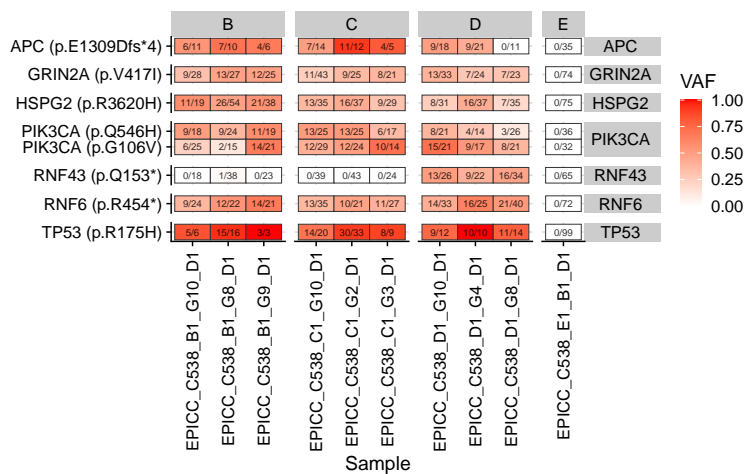 B C D E
APC (p.E1309Dfs*4) 6/11 7/10 4/6 7/14 11/12 4/5 9/18 9/21 0/11 0/35 APC
GRIN2A (p.V417I) 9/28 13/27 12/25 11/43 9/25 8/21 13/33 7/24 7/23 0/74 GRIN2A
HSPG2 (p.R3620H) 11/19 26/54 21/38 13/35 16/37 9/29 8/31 16/37 7/35 0/75 HSPG2
PIK3CA (p.Q546H) 9/18 9/24 11/19 13/25 13/25 6/17 8/21 4/14 3/26 0/36 PIK3CA
PIK3CA (p.G106V) 6/25 2/15 14/21 12/29 12/24 10/14 15/21 9/17 8/21 0/32
RNF43 (p.Q153*) 0/18 1/38 0/23 0/39 0/43 0/24 13/26 9/22 16/34 0/65 RNF43
RNF6 (p.R454*) 9/24 12/22 14/21 13/35 10/21 11/27 14/33 16/25 21/40 0/72 RNF6
TP53 (p.R175H) 5/6 15/16 3/3 14/20 30/33 8/9 9/12 10/10 11/14 0/99 TP53
EPICC_C538_B1_G10_D1
EPICC_C538_B1_G8_D1
EPICC_C538_B1_G9_D1
EPICC_C538_C1_G10_D1
EPICC_C538_C1_G2_D1
EPICC_C538_C1_G3_D1
EPICC_C538_D1_G10_D1
EPICC_C538_D1_G4_D1
EPICC_C538_D1_G8_D1
EPICC_C538_E1_B1_D1
Sample
VAF
1.00
0.75
0.50
0.25
0.00